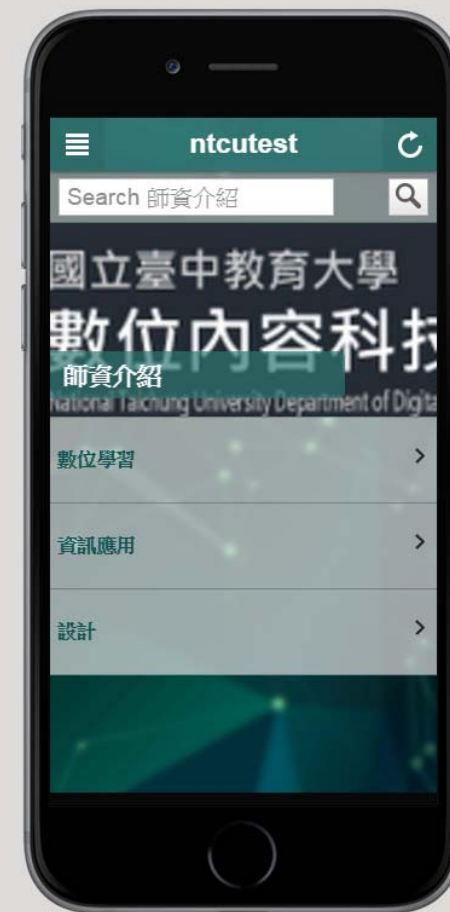 ntcutest
Search 師資介紹
國立臺中教育大學
數位內容科技
師資介紹
National Taichung University Department of Digita
數位學習
資訊應用
設計